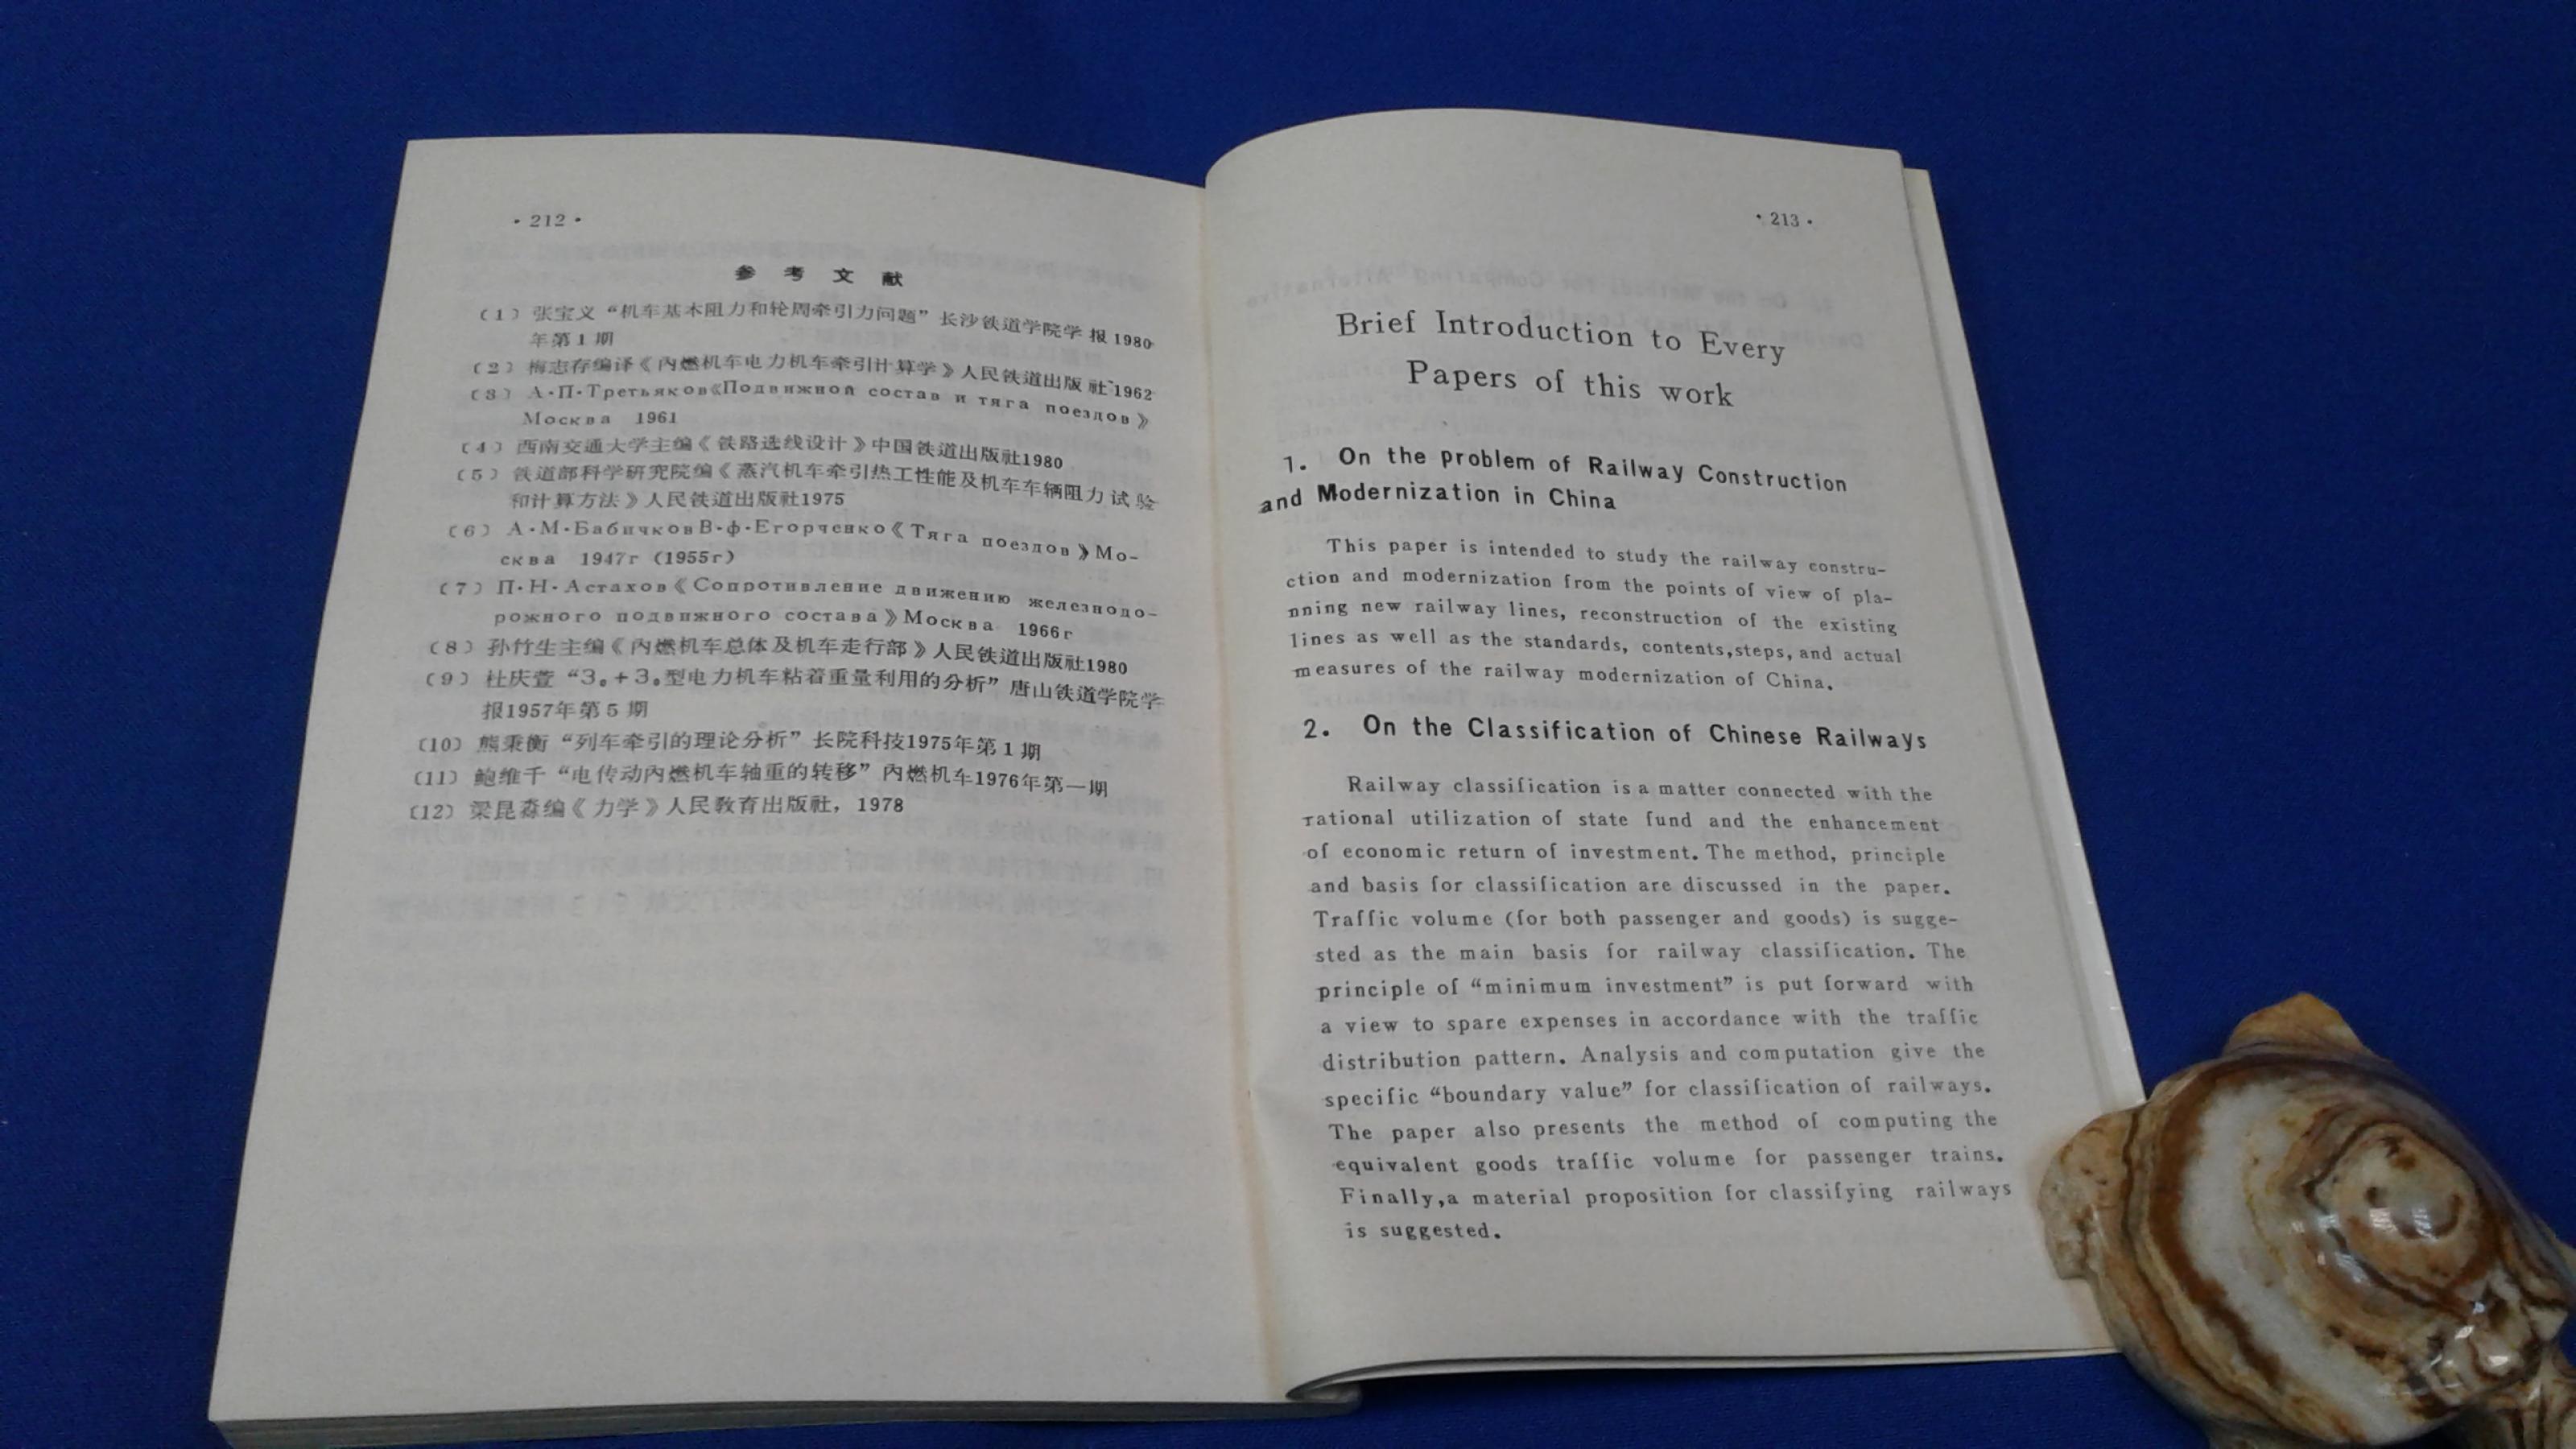 ·212·
参考文献
〔1〕张宝义“机车基本阻力和轮周牵引力问题”长沙铁道学院学报1980
年第1期
〔2〕梅志存编译《内燃机车电力机车牵引计算学》人民铁道出版社1962
〔3〕А·П·Третьяков《Подвижной состав и тяга поездов》
Москва 1961
〔4〕西南交通大学主编《铁路选线设计》中国铁道出版社1980
〔5〕铁道部科学研究院编《蒸汽机车牵引热工性能及机车车辆阻力试验
和计算方法》人民铁道出版社1975
〔6〕А·М·БабичковВ·ф·Егорченко《Тяга поездов》Мо-
сква 1947г (1955г)
〔7〕П·Н·Астахов《Сопротивление движению железнодо-
рожного подвижного состава》Москва 1966г
〔8〕孙竹生主编《内燃机车总体及机车走行部》人民铁道出版社1980
〔9〕杜庆萱“3。+3。型电力机车粘着重量利用的分析”唐山铁道学院学
报1957年第5期
〔10〕熊秉衡“列车牵引的理论分析”长院科技1975年第1期
〔11〕鲍维千“电传动内燃机车轴重的转移”内燃机车1976年第一期
〔12〕梁昆淼编《力学》人民教育出版社，1978
·213·
Brief Introduction to Every
Papers of this work
1. On the problem of Railway Construction
and Modernization in China
This paper is intended to study the railway constru-
ction and modernization from the points of view of pla-
nning new railway lines, reconstruction of the existing
lines as well as the standards, contents,steps, and actual
measures of the railway modernization of China.
2. On the Classification of Chinese Railways
Railway classification is a matter connected with the
rational utilization of state fund and the enhancement
of economic return of investment. The method, principle
and basis for classification are discussed in the paper.
Traffic volume (for both passenger and goods) is sugge-
sted as the main basis for railway classification. The
principle of “minimum investment” is put forward with
a view to spare expenses in accordance with the traffic
distribution pattern. Analysis and computation give the
specific “boundary value” for classification of railways.
The paper also presents the method of computing the
equivalent goods traffic volume for passenger trains.
Finally,a material proposition for classifying railways
is suggested.